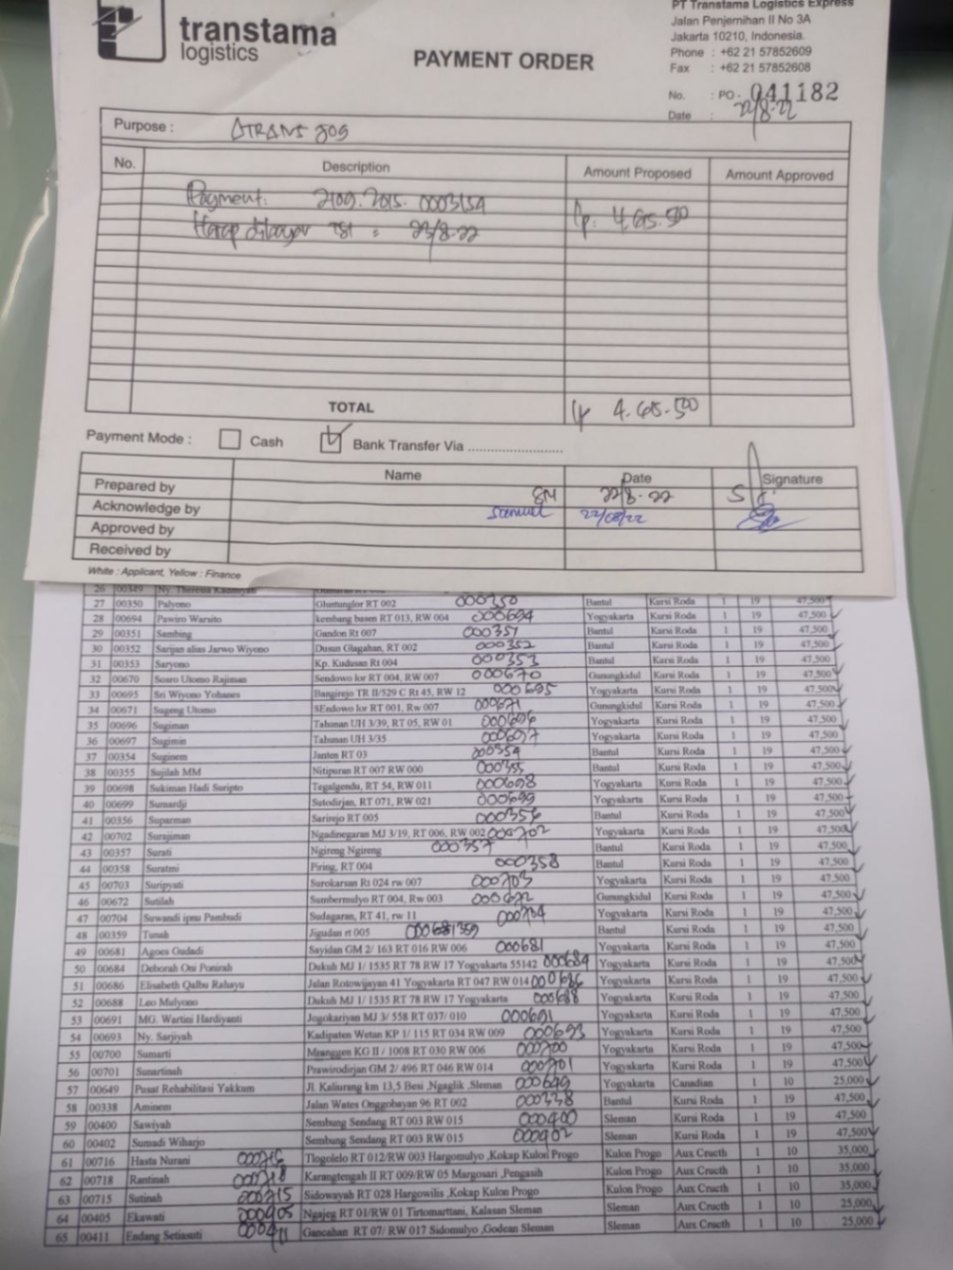 transtama
logistics
PAYMENT ORDER
PT Transtama Logistics Express
Jalan Penjernihan II No 3A
Jakarta 10210, Indonesia.
Phone : +62 21 57852609
Fax : +62 21 57852608
No. : PO - 041182
Date : 22/8-22
Purpose :
No. Description Amount Proposed Amount Approved
Payment:
23/8-22
TOTAL
Payment Mode : Cash Bank Transfer Via ........................
Name Date Signature
Prepared by 22/8-22
Acknowledge by Samuel 22/08/22
Approved by
Received by
White : Applicant, Yellow : Finance
27 00350 Palyono RT 002 000350 Bantul Kursi Roda 1 19 47,500
28 00694 Pawiro Warsito kembang basen RT 013, RW 004 000694 Yogyakarta Kursi Roda 1 19 47,500
29 00351 Sambing Gandon Rt 007 000351 Bantul Kursi Roda 1 19 47,500
30 00352 Sarijan alias Jarwo Wiyono Dusun Glagahan, RT 002 000352 Bantul Kursi Roda 1 19 47,500
31 00353 Saryono Kp. Kudusan Rt 004 000353 Bantul Kursi Roda 1 19 47,500
32 00670 Sosro Utomo Rajiman Sendowo lor RT 004, RW 007 000670 Gunungkidul Kursi Roda 1 19 47,500
33 00695 Sri Wiyono Yohanes Bangirejo TR II/529 C Rt 45, RW 12 000695 Yogyakarta Kursi Roda 1 19 47,500
34 00671 Sugeng Utomo SEndowo lor RT 001, Rw 007 000671 Gunungkidul Kursi Roda 1 19 47,500
35 00696 Sugiman Tahunan UH 3/39, RT 05, RW 01 000696 Yogyakarta Kursi Roda 1 19 47,500
36 00697 Sugimin Tahunan UH 3/35 000697 Yogyakarta Kursi Roda 1 19 47,500
37 00354 Suginem Janten RT 03 000354 Bantul Kursi Roda 1 19 47,500
38 00355 Sujilah MM Nitipuran RT 007 RW 000 000355 Bantul Kursi Roda 1 19 47,500
39 00698 Sukiman Hadi Suripto Tegalgendu, RT 54, RW 011 000698 Yogyakarta Kursi Roda 1 19 47,500
40 00699 Sumardji Sutodirjan, RT 071, RW 021 000699 Yogyakarta Kursi Roda 1 19 47,500
41 00356 Suparman Sarirejo RT 005 000356 Bantul Kursi Roda 1 19 47,500
42 00702 Surajiman Ngadinegaran MJ 3/19, RT 006, RW 002 000702 Yogyakarta Kursi Roda 1 19 47,500
43 00357 Surati Ngireng Ngireng 000357 Bantul Kursi Roda 1 19 47,500
44 00358 Suratmi Piring, RT 004 000358 Bantul Kursi Roda 1 19 47,500
45 00703 Suripyati Surokarsan Rt 024 rw 007 000703 Yogyakarta Kursi Roda 1 19 47,500
46 00672 Sutilah Sumbermulyo RT 004, Rw 003 000672 Gunungkidul Kursi Roda 1 19 47,500
47 00704 Suwandi ipnu Pambudi Sudagaran, RT 41, rw 11 000704 Yogyakarta Kursi Roda 1 19 47,500
48 00359 Tunah Jigudan rt 005 359 Bantul Kursi Roda 1 19 47,500
49 00681 Agoes Gudadi Sayidan GM 2/ 163 RT 016 RW 006 000681 Yogyakarta Kursi Roda 1 19 47,500
50 00684 Deborah Oni Ponirah Dukuh MJ 1/ 1535 RT 78 RW 17 Yogyakarta 55142 000684 Yogyakarta Kursi Roda 1 19 47,500
51 00686 Elisabeth Qalbu Rahayu Jalan Rotowijayan 41 Yogyakarta RT 047 RW 014 000686 Yogyakarta Kursi Roda 1 19 47,500
52 00688 Leo Mulyono Dukuh MJ 1/ 1535 RT 78 RW 17 Yogyakarta 000688 Yogyakarta Kursi Roda 1 19 47,500
53 00691 MG. Wartini Hardiyanti Jogokariyan MJ 3/ 558 RT 037/ 010 000691 Yogyakarta Kursi Roda 1 19 47,500
54 00693 Ny. Sarjiyah Kadipaten Wetan KP 1/ 115 RT 034 RW 009 000693 Yogyakarta Kursi Roda 1 19 47,500
55 00700 Sumarti Mranggen KG II / 1008 RT 030 RW 006 000700 Yogyakarta Kursi Roda 1 19 47,500
56 00701 Sumartinah Prawirodirjan GM 2/ 496 RT 046 RW 014 000701 Yogyakarta Kursi Roda 1 19 47,500
57 00649 Pusat Rehabilitasi Yakkum Jl. Kaliurang km 13,5 Besi ,Ngaglik ,Sleman 000649 Yogyakarta Canadian 1 10 25,000
58 00338 Aminem Jalan Wates Onggobayan 96 RT 002 000338 Bantul Kursi Roda 1 19 47,500
59 00400 Sawiyah Sembung Sendang RT 003 RW 015 000400 Sleman Kursi Roda 1 19 47,500
60 00402 Sumadi Wiharjo Sembung Sendang RT 003 RW 015 000402 Sleman Kursi Roda 1 19 47,500
61 00716 Hasta Nurani 000716 Tlogolelo RT 012/RW 003 Hargomulyo ,Kokap Kulon Progo Kulon Progo Aux Cructh 1 10 35,000
62 00718 Rantinah 000718 Karangtengah II RT 009/RW 05 Margosari ,Pengasih Kulon Progo Aux Cructh 1 10 35,000
63 00715 Sutinah 000715 Sidowayah RT 028 Hargowilis ,Kokap Kulon Progo Kulon Progo Aux Cructh 1 10 35,000
64 00405 Ekawati 000405 Ngajeg RT 01/RW 01 Tirtomarttani, Kalasan Sleman Sleman Aux Cructh 1 10 25,000
65 00411 Endang Setiasuti 000411 Gancahan RT 07/ RW 017 Sidomulyo ,Godean Sleman Sleman Aux Cructh 1 10 25,000